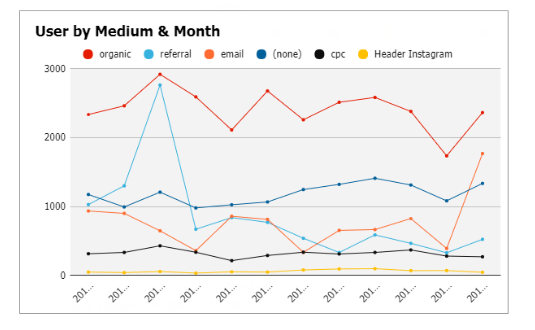 User by Medium & Month
organic referral email (none) cpc Header Instagram
3000
2000
1000
0
201... 201... 201... 201... 201... 201... 201... 201... 201... 201... 201... 201...